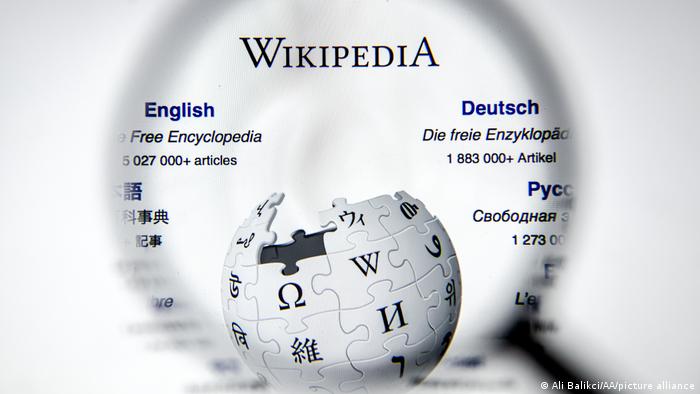 WIKIPEDIA
English
Deutsch
Free Encyclopedia
Die freie Enzyklopäd
5 027 000+ articles
1 883 000+ Artikel
本語
Русс
科事典
Свободная э
+ 記事
1 273 00
bre
L'e
ウィ
W
Ω
И
維
© Ali Balikci/AA/picture alliance